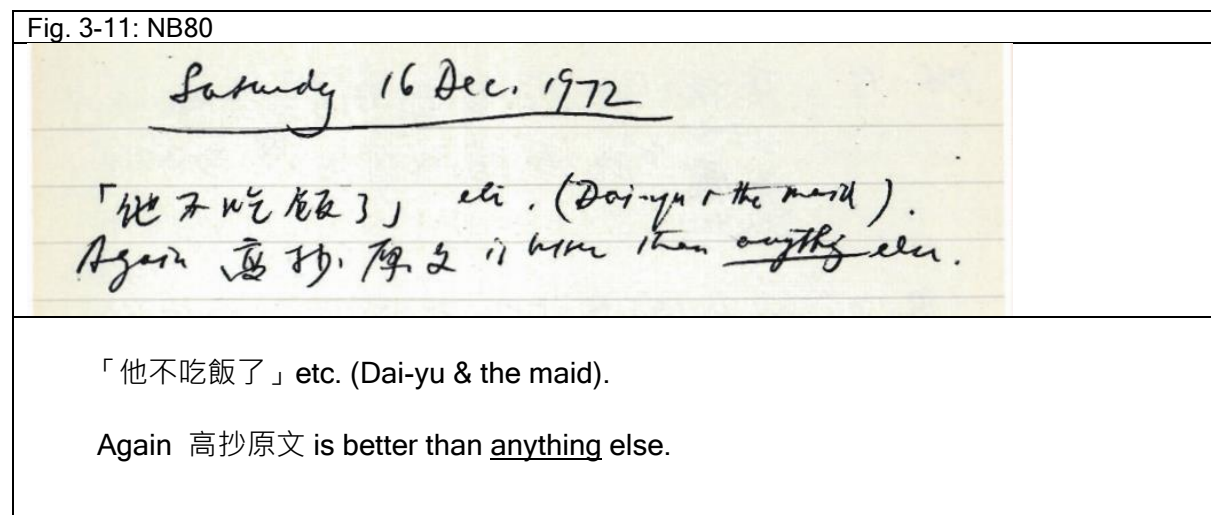 Fig. 3-11: NB80
Saturday 16 Dec. 1972
「他不吃飯了」 etc. (Dai-yu & the maid).
Again 高抄原文 is better than anything else.
「他不吃飯了」etc. (Dai-yu & the maid).
Again 高抄原文 is better than anything else.